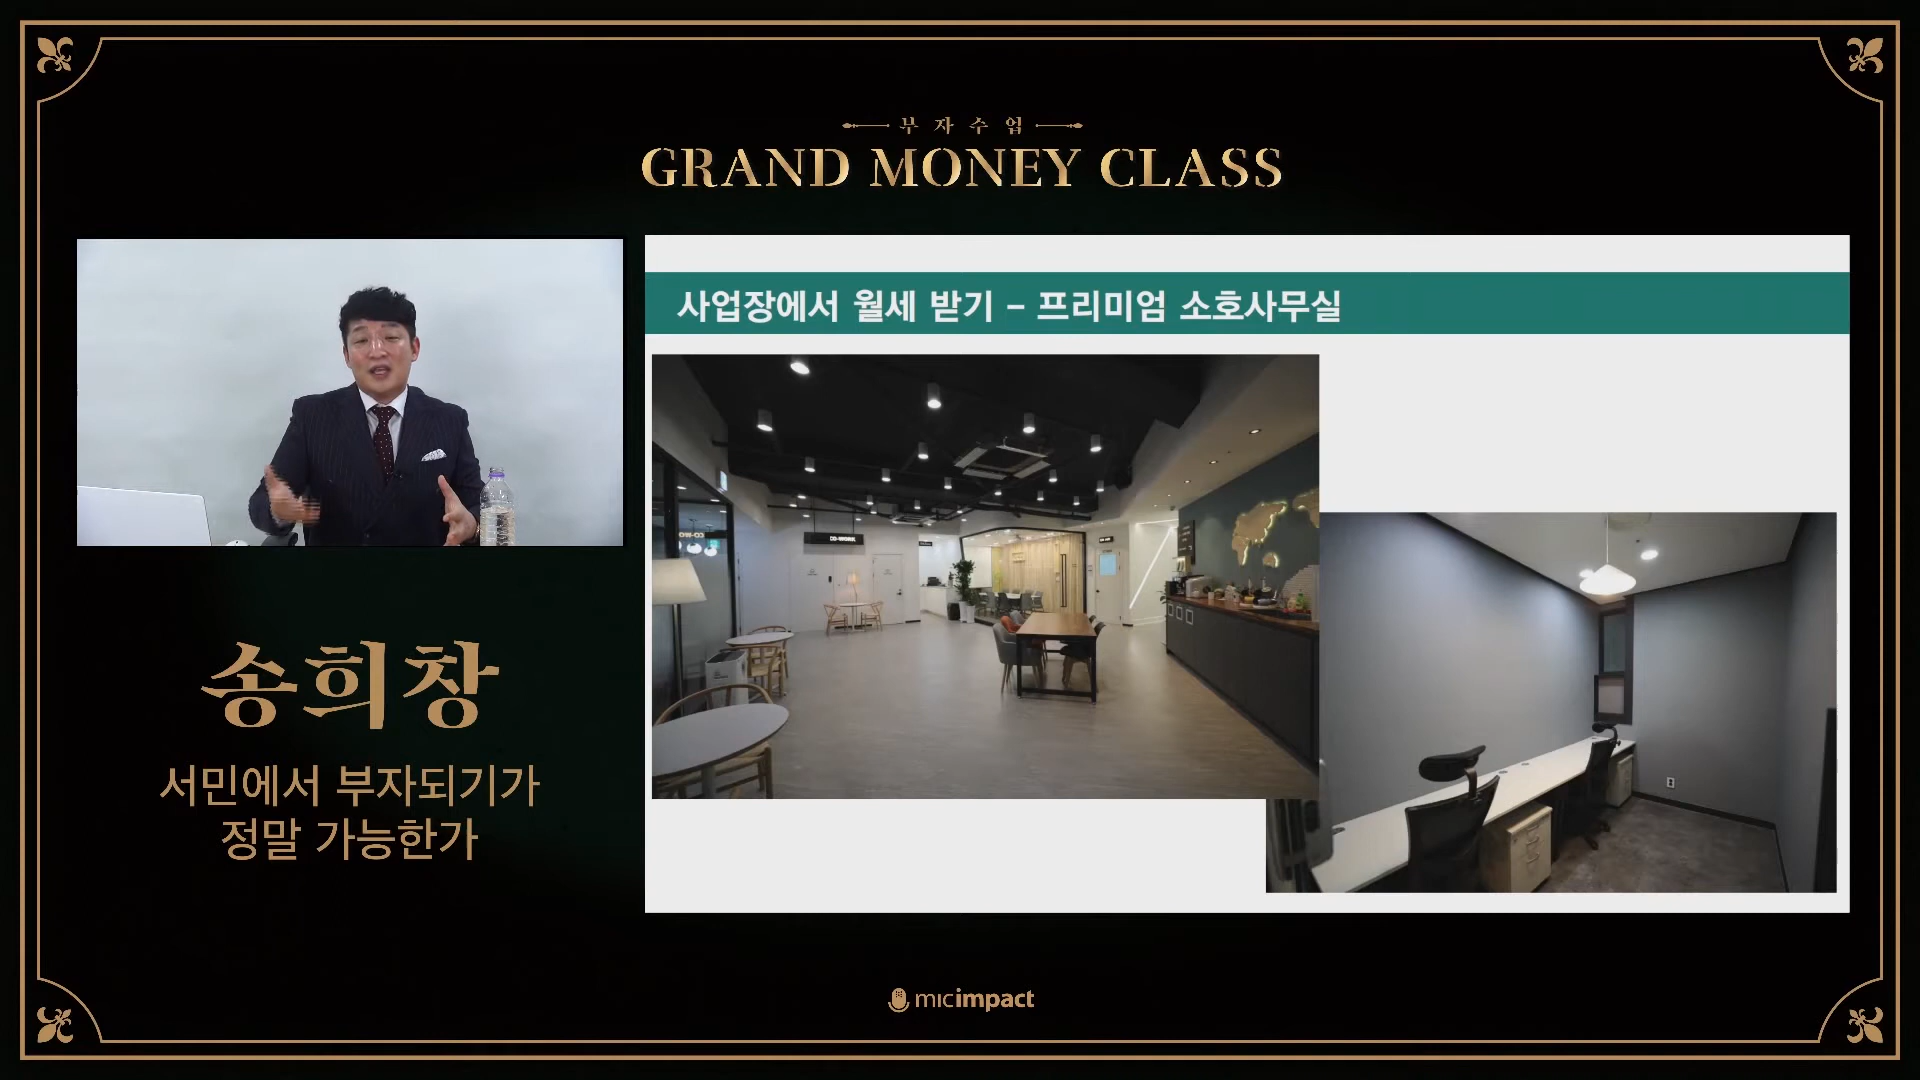 부자수업
GRAND MONEY CLASS
사업장에서 월세 받기 – 프리미엄 소호사무실
CO-WORK
송희창
서민에서 부자되기가
정말 가능한가
micimpact